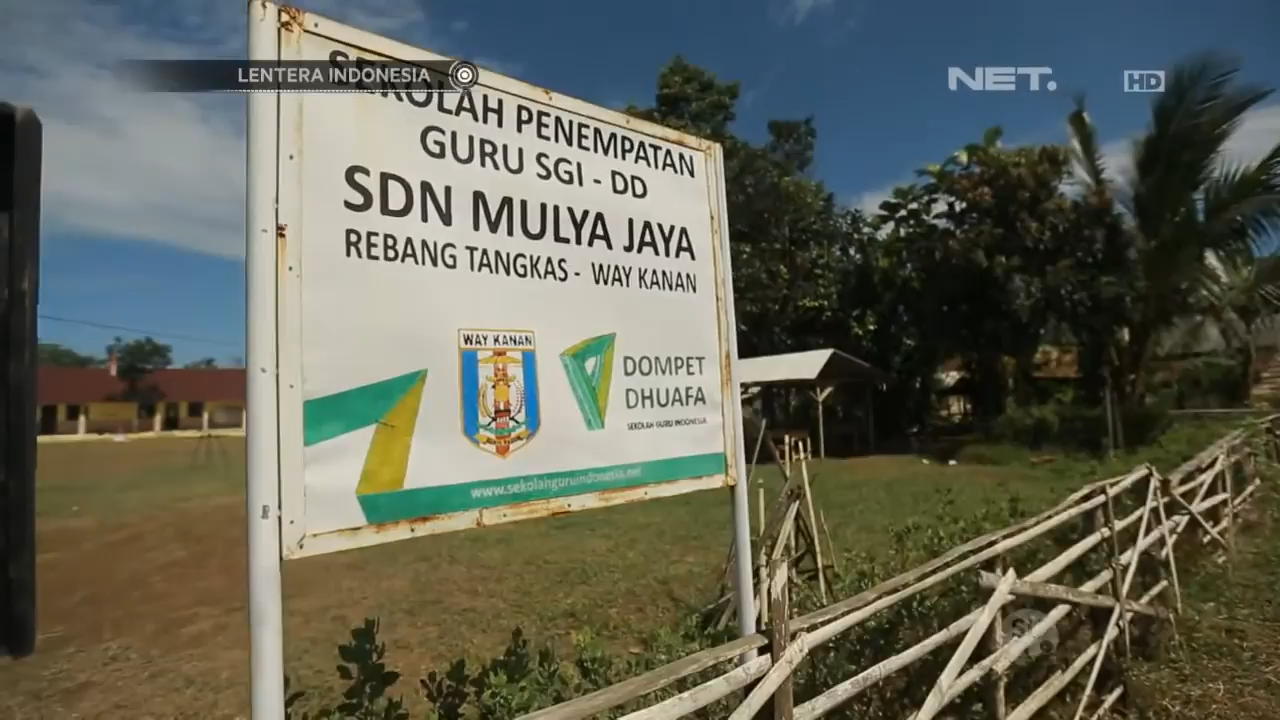 LENTERA INDONESIA
NET.
HD
SEKOLAH PENEMPATAN
GURU SGI - DD
SDN MULYA JAYA
REBANG TANGKAS - WAY KANAN
WAY KANAN
DOMPET
DHUAFA
SEKOLAH GURU INDONESIA
www.sekolahguruindonesia.net